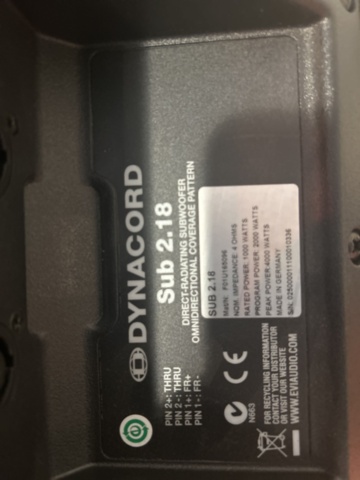 DYNACORD
Sub 2.18
DIRECT RADIATING SUBWOOFER
OMNIDIRECTIONAL COVERAGE PATTERN
PIN 2+: THRU
PIN 2-: THRU
PIN 1+: FR+
PIN 1-: FR-
SUB 2.18
NOM. IMPEDANCE: 4 OHMS
RATED POWER: 1000 WATTS
PROGRAM POWER: 2000 WATTS
PEAK POWER: 4000 WATTS
MADE IN GERMANY
N663
CE
FOR RECYCLING INFORMATION
CONTACT YOUR DISTRIBUTOR
OR VISIT OUR WEBSITE
WWW.EVIAUDIO.COM